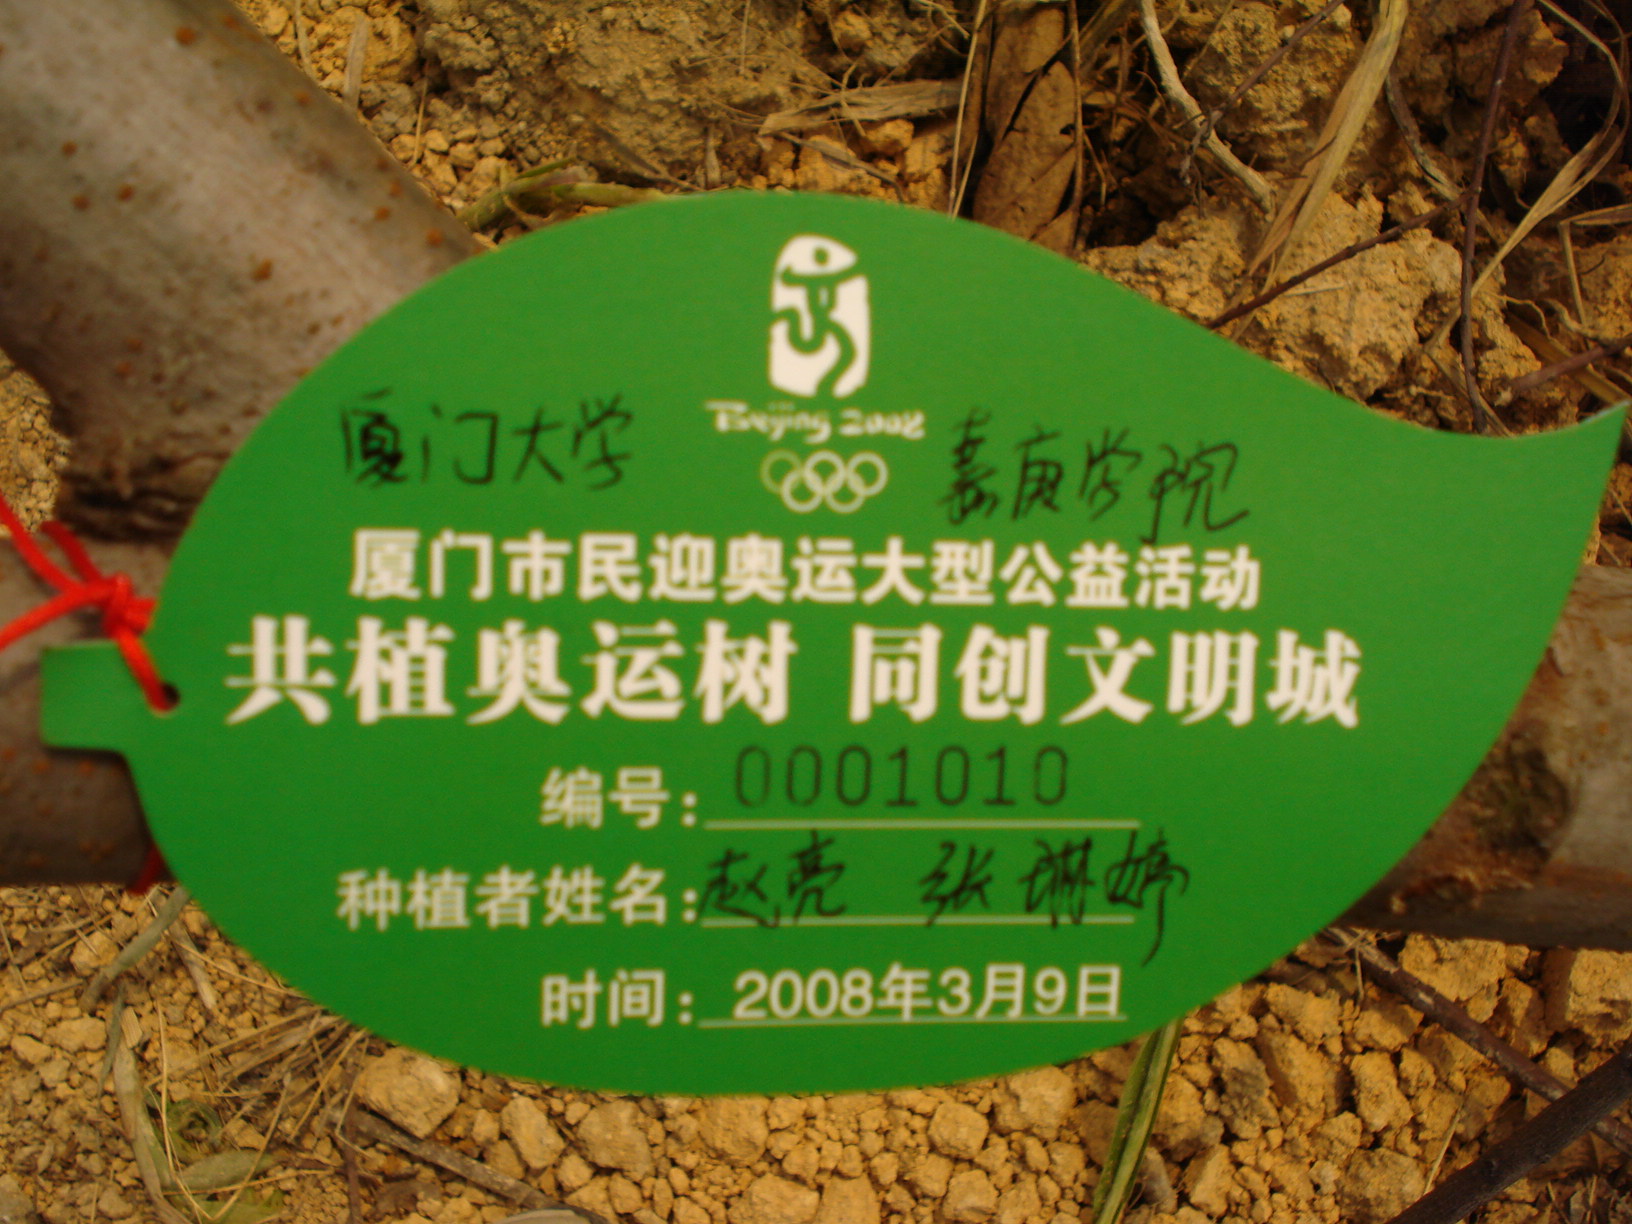 Beijing 2008
厦门大学 嘉庚学院
厦门市民迎奥运大型公益活动
共植奥运树 同创文明城
编号：0001010
种植者姓名：赵亮 张琳婷
时间：2008年3月9日